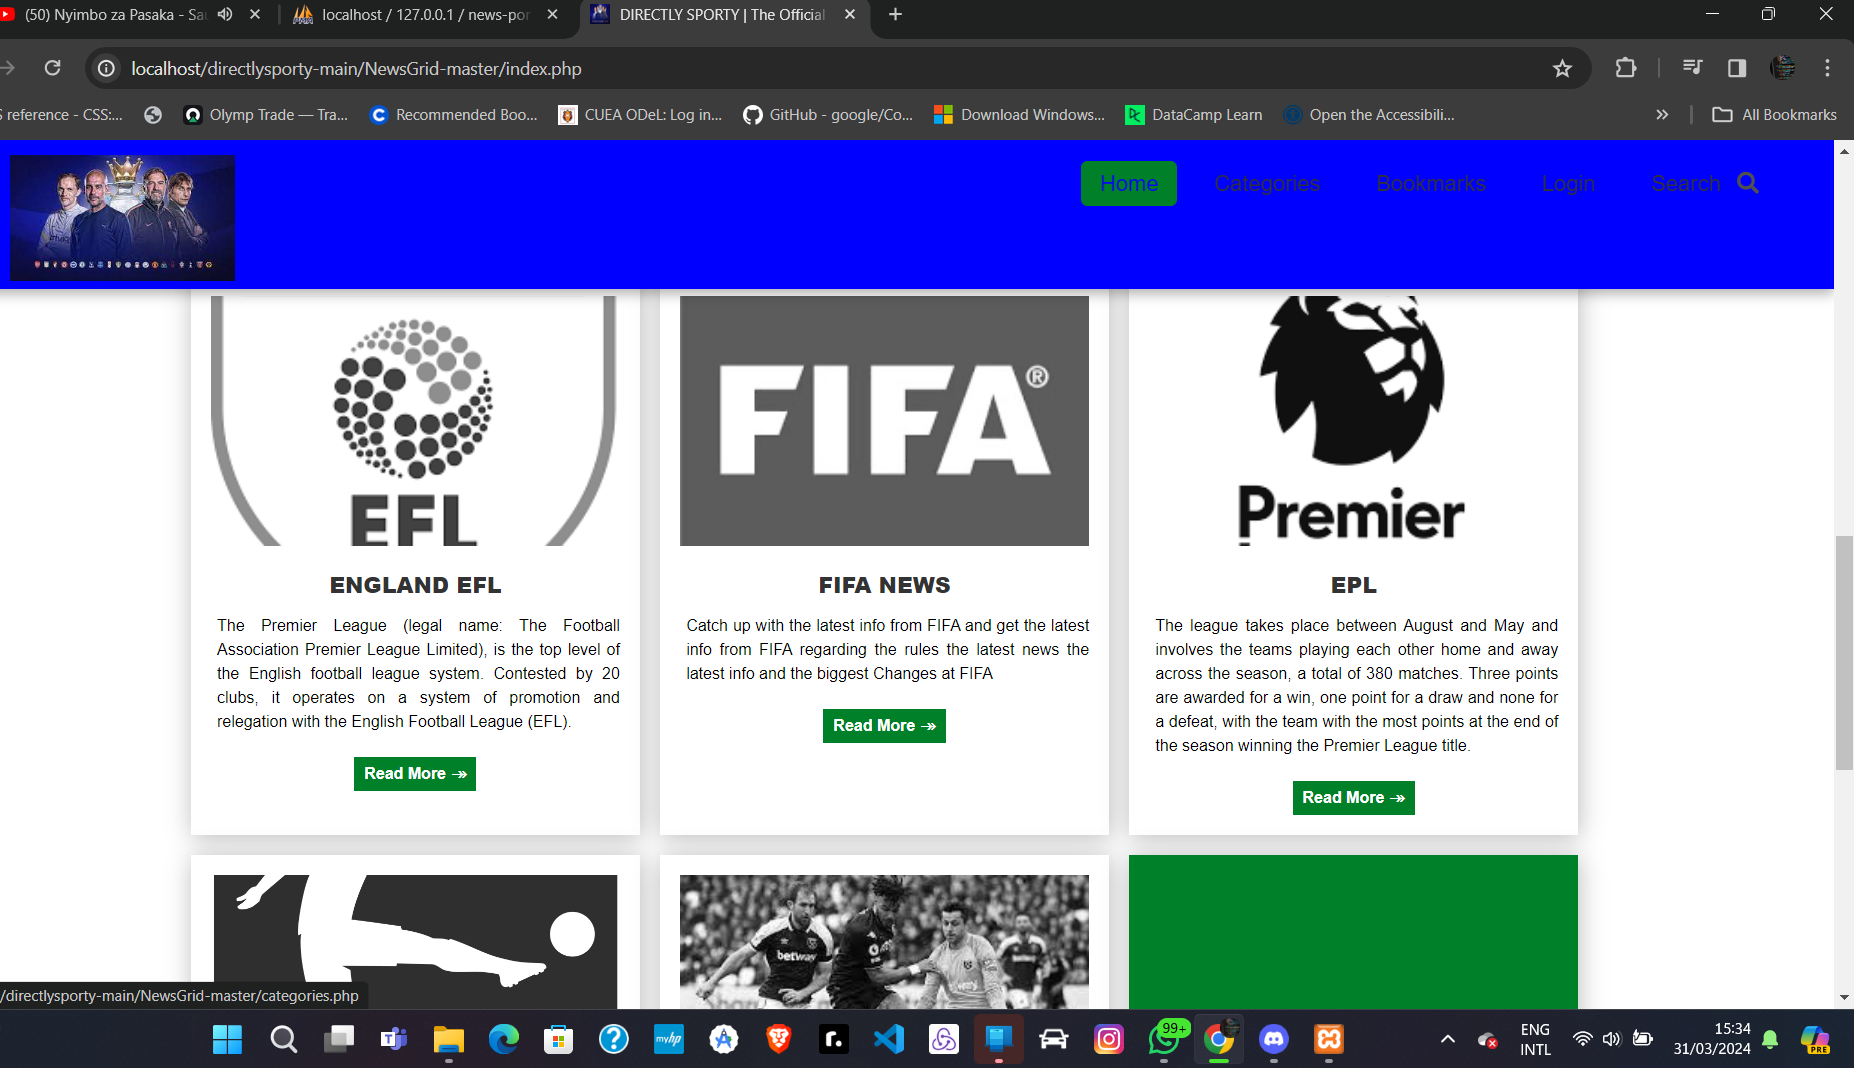 (50) Nyimbo za Pasaka - Sau
localhost / 127.0.0.1 / news-por
DIRECTLY SPORTY | The Official
localhost/directlysporty-main/NewsGrid-master/index.php
S reference - CSS:...
Olymp Trade — Tra...
Recommended Boo...
CUEA ODeL: Log in...
GitHub - google/Co...
Download Windows...
DataCamp Learn
Open the Accessibili...
All Bookmarks
Home
Categories
Bookmarks
Login
Search
EFL
FIFA®
Premier
ENGLAND EFL
The Premier League (legal name: The Football
Association Premier League Limited), is the top level of
the English football league system. Contested by 20
clubs, it operates on a system of promotion and
relegation with the English Football League (EFL).
Read More ↠
FIFA NEWS
Catch up with the latest info from FIFA and get the latest
info from FIFA regarding the rules the latest news the
latest info and the biggest Changes at FIFA
Read More ↠
EPL
The league takes place between August and May and
involves the teams playing each other home and away
across the season, a total of 380 matches. Three points
are awarded for a win, one point for a draw and none for
a defeat, with the team with the most points at the end of
the season winning the Premier League title.
Read More ↠
betway
/directlysporty-main/NewsGrid-master/categories.php
myhp
99+
ENG
INTL
15:34
31/03/2024
PRE